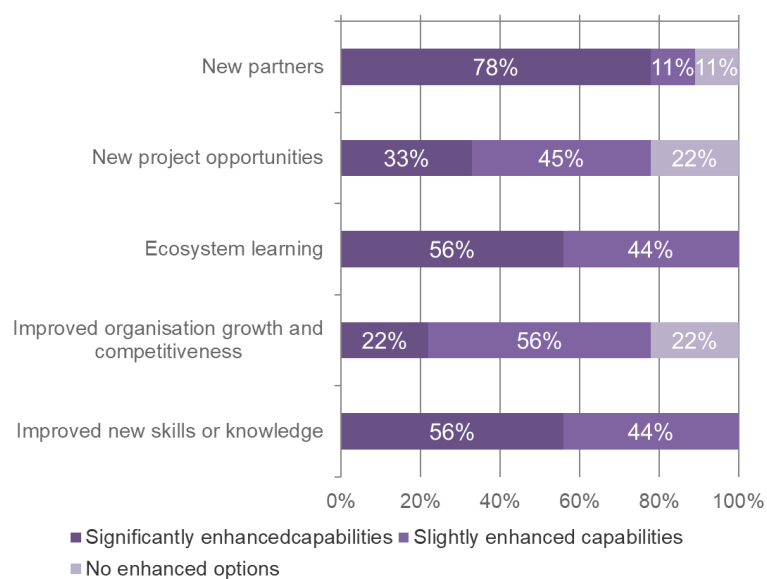 New partners
78%
11%
11%
New project opportunities
33%
45%
22%
Ecosystem learning
56%
44%
Improved organisation growth and
competitiveness
22%
56%
22%
Improved new skills or knowledge
56%
44%
0%
20%
40%
60%
80%
100%
Significantly enhancedcapabilities
Slightly enhanced capabilities
No enhanced options